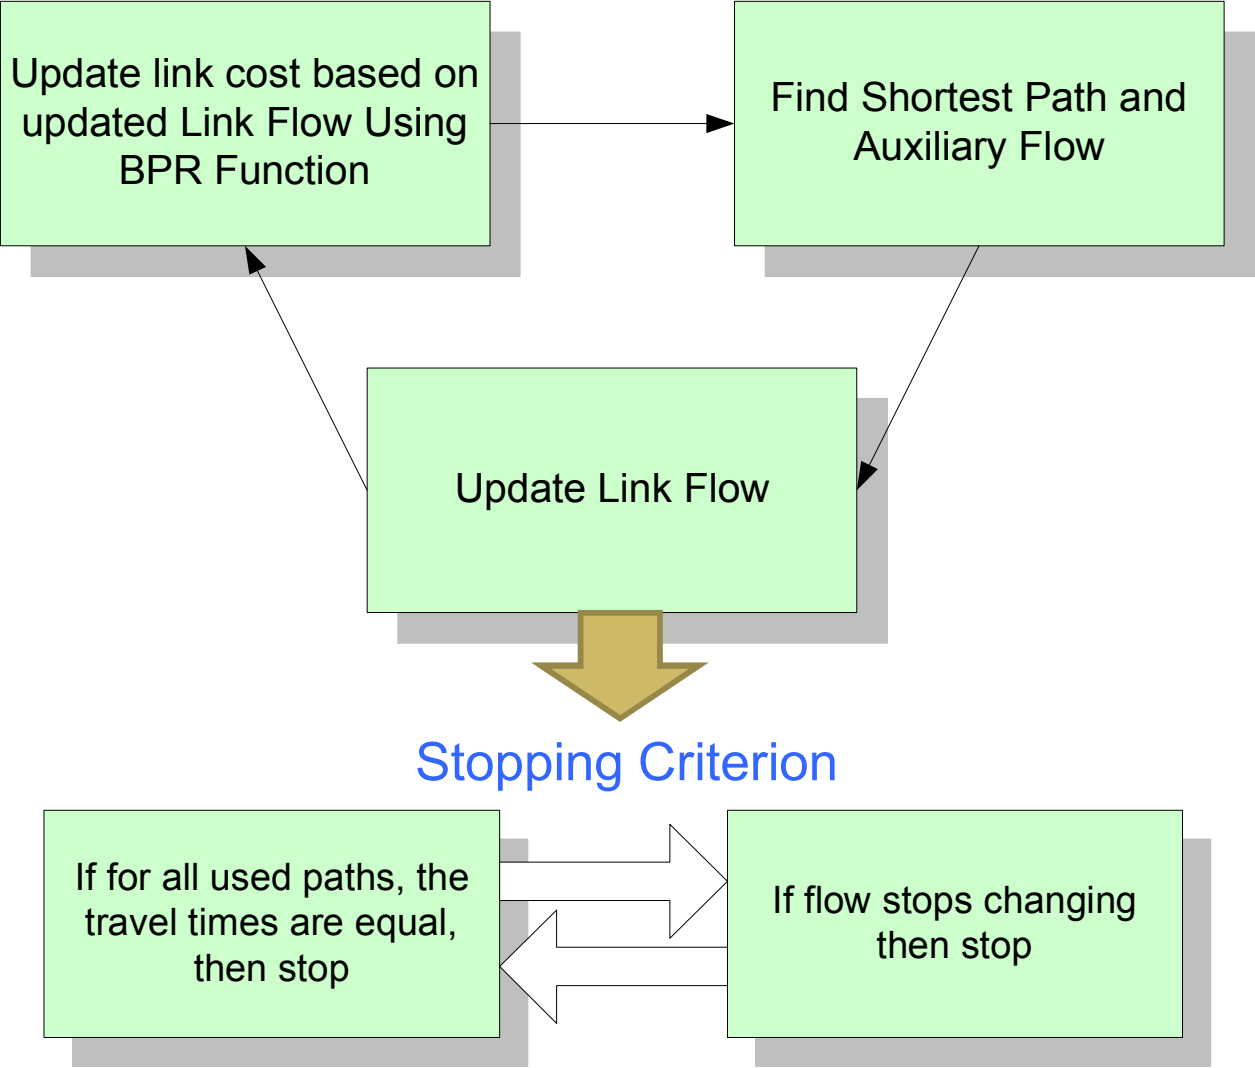 Update link cost based on
updated Link Flow Using
BPR Function
Find Shortest Path and
Auxiliary Flow
Update Link Flow
Stopping Criterion
If for all used paths, the
travel times are equal,
then stop
If flow stops changing
then stop